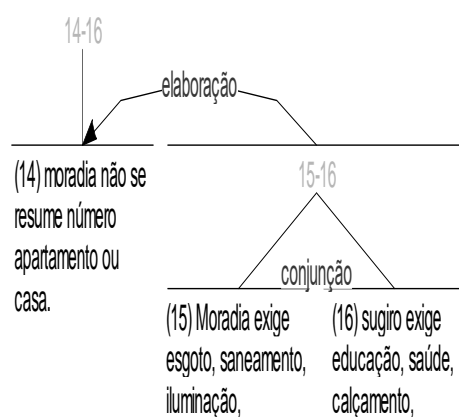 14-16
elaboração
(14) moradia não se
resume número
apartamento ou
casa.
15-16
conjunção
(15) Moradia exige
esgoto, saneamento,
iluminação,
(16) sugiro exige
educação, saúde,
calçamento,